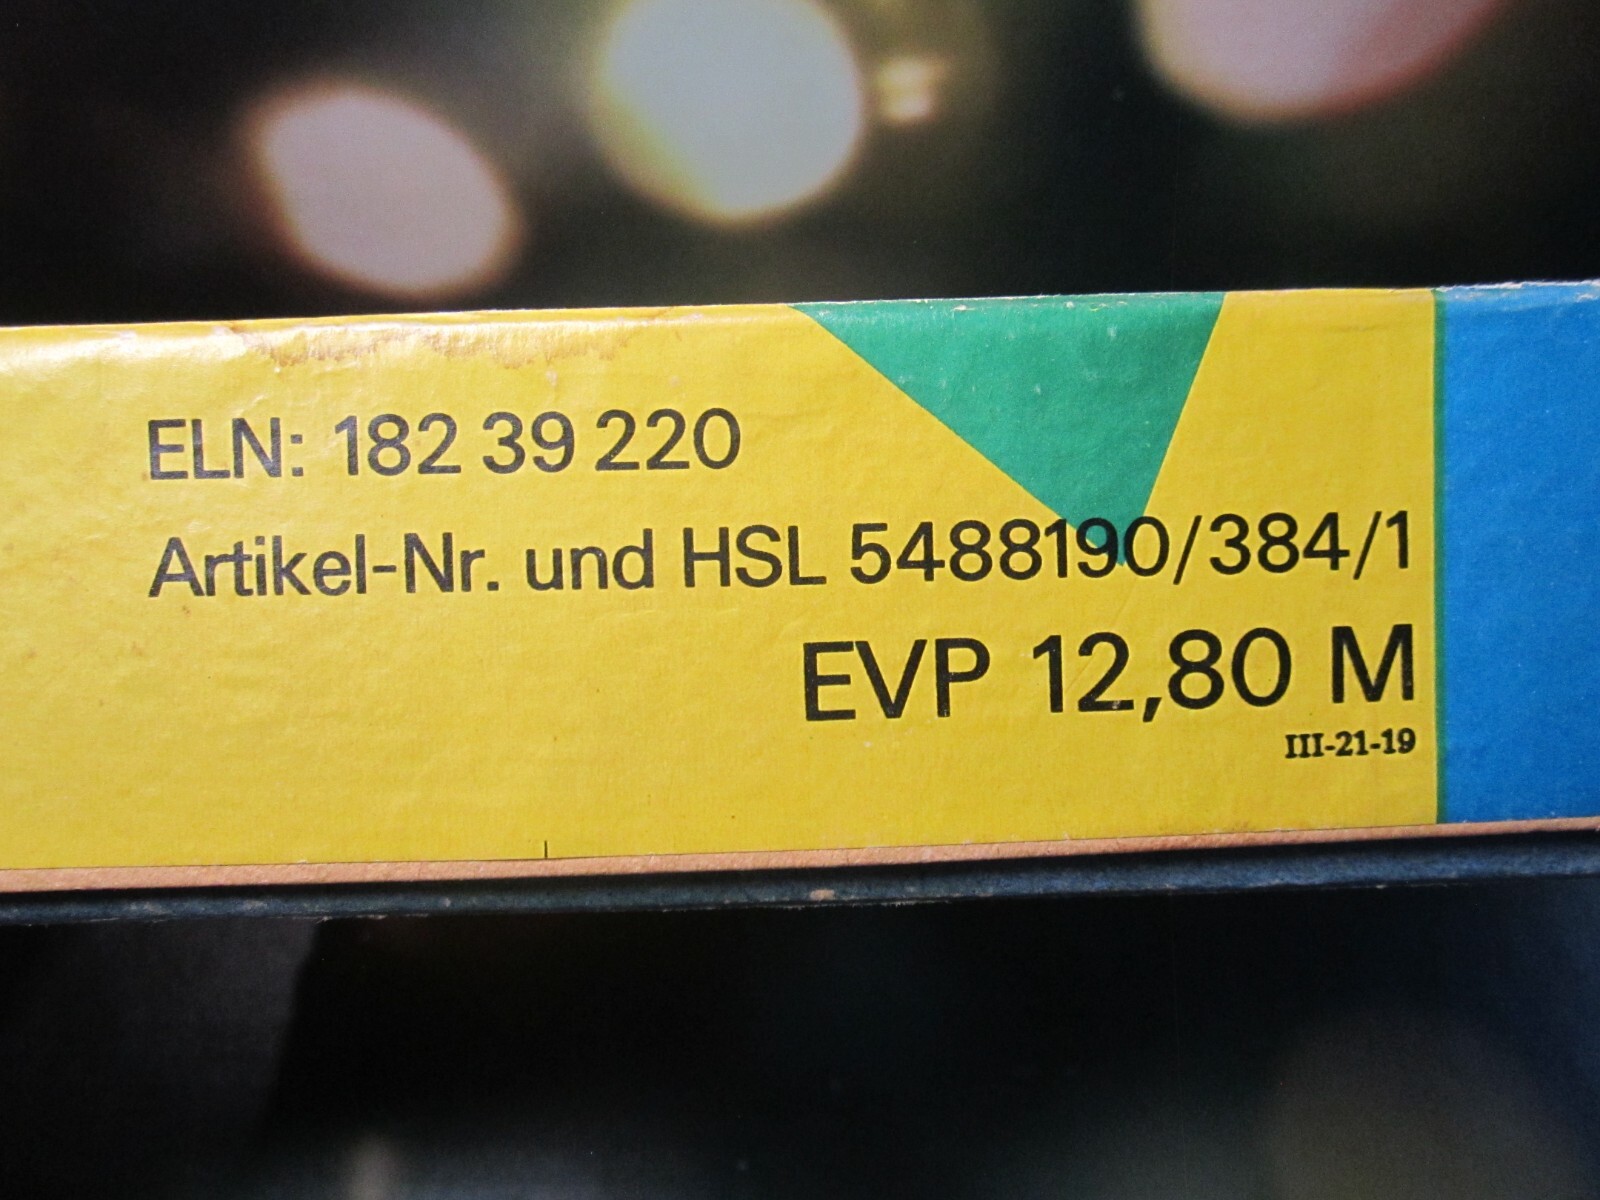 ELN: 182 39 220
Artikel-Nr. und HSL 5488190/384/1
EVP 12,80 M
III-21-19